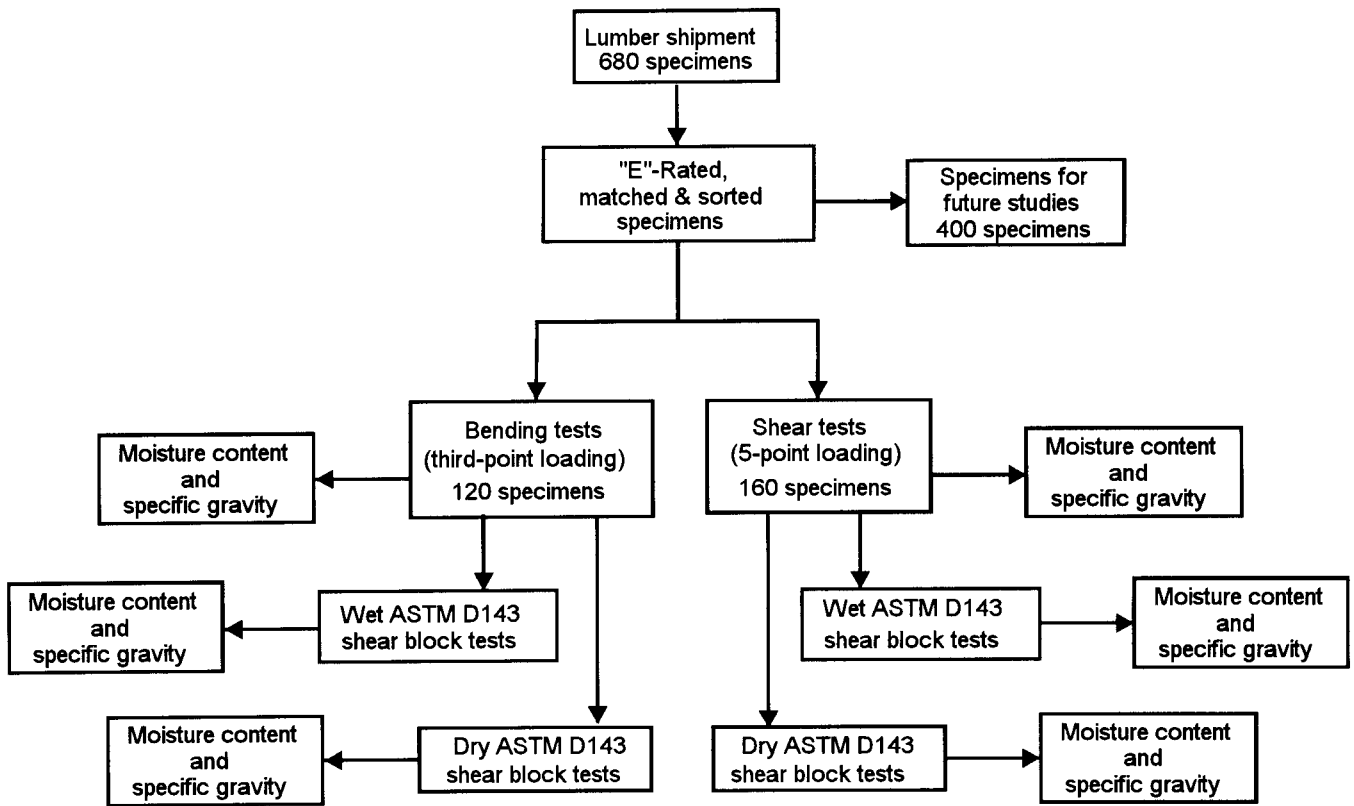 Lumber shipment
680 specimens
"E"-Rated,
matched & sorted
specimens
Specimens for
future studies
400 specimens
Bending tests
(third-point loading)
120 specimens
Shear tests
(5-point loading)
160 specimens
Moisture content
and
specific gravity
Moisture content
and
specific gravity
Wet ASTM D143
shear block tests
Wet ASTM D143
shear block tests
Moisture content
and
specific gravity
Moisture content
and
specific gravity
Dry ASTM D143
shear block tests
Dry ASTM D143
shear block tests
Moisture content
and
specific gravity
Moisture content
and
specific gravity